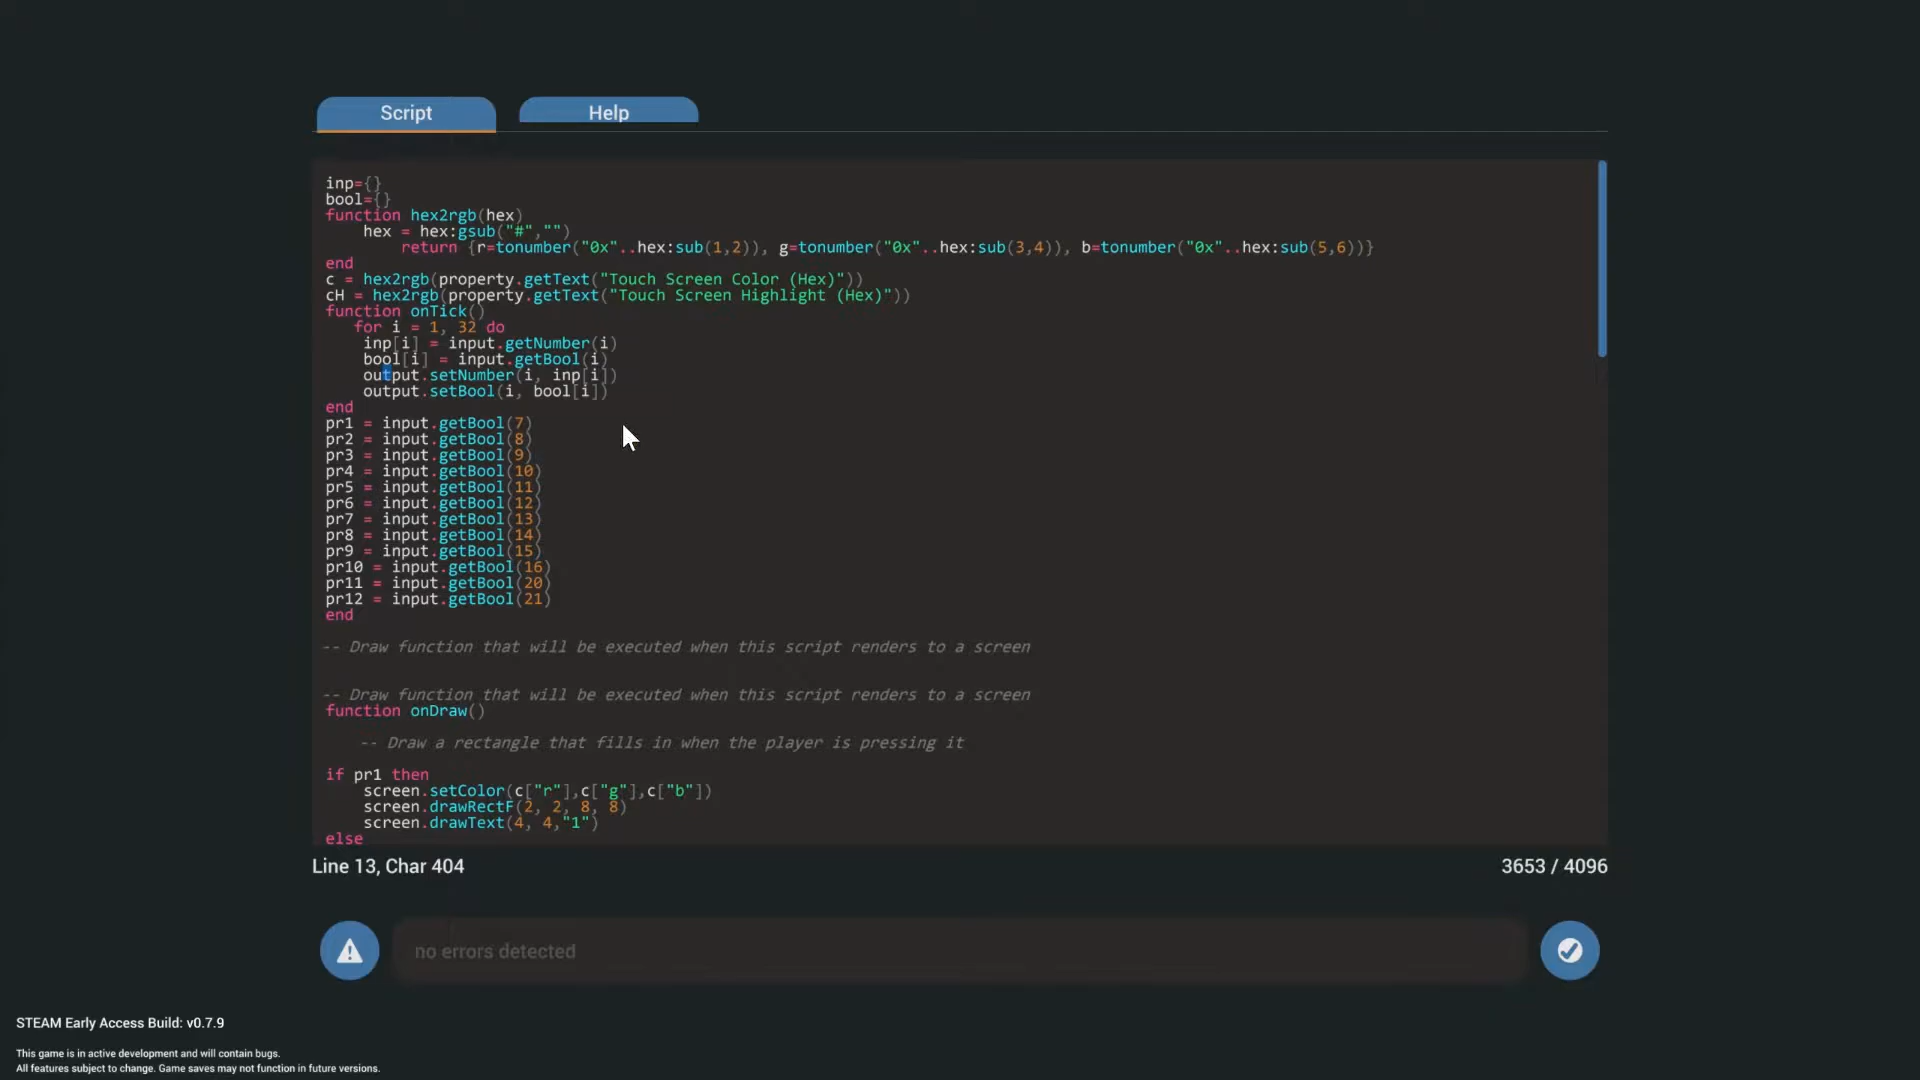 Script
Help
inp={}
bool={}
function hex2rgb(hex)
    hex = hex:gsub("#","")
        return {r=tonumber("0x"..hex:sub(1,2)), g=tonumber("0x"..hex:sub(3,4)), b=tonumber("0x"..hex:sub(5,6))}
end
c = hex2rgb(property.getText("Touch Screen Color (Hex)"))
cH = hex2rgb(property.getText("Touch Screen Highlight (Hex)"))
function onTick()
   for i = 1, 32 do
    inp[i] = input.getNumber(i)
    bool[i] = input.getBool(i)
    output.setNumber(i, inp[i])
    output.setBool(i, bool[i])
end
pr1 = input.getBool(7)
pr2 = input.getBool(8)
pr3 = input.getBool(9)
pr4 = input.getBool(10)
pr5 = input.getBool(11)
pr6 = input.getBool(12)
pr7 = input.getBool(13)
pr8 = input.getBool(14)
pr9 = input.getBool(15)
pr10 = input.getBool(16)
pr11 = input.getBool(20)
pr12 = input.getBool(21)
end
-- Draw function that will be executed when this script renders to a screen
-- Draw function that will be executed when this script renders to a screen
function onDraw()
    -- Draw a rectangle that fills in when the player is pressing it
if pr1 then
    screen.setColor(c["r"],c["g"],c["b"])
    screen.drawRectF(2, 2, 8, 8)
    screen.drawText(4, 4,"1")
else
Line 13, Char 404
3653 / 4096
no errors detected
STEAM Early Access Build: v0.7.9
This game is in active development and will contain bugs.
All features subject to change. Game saves may not function in future versions.